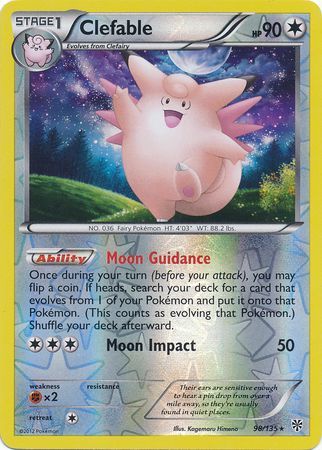 STAGE1 Clefable HP 90
Evolves from Clefairy
NO. 036 Fairy Pokémon HT: 4'03" WT: 88.2 lbs.
Ability Moon Guidance
Once during your turn (before your attack), you may
flip a coin. If heads, search your deck for a card that
evolves from 1 of your Pokémon and put it onto that
Pokémon. (This counts as evolving that Pokémon.)
Shuffle your deck afterward.
Moon Impact 50
weakness resistance
×2
retreat
Their ears are sensitive enough
to hear a pin drop from over a
mile away, so they're usually
found in quiet places.
©2012 Pokémon
Illus. Kagemaru Himeno
98/135★